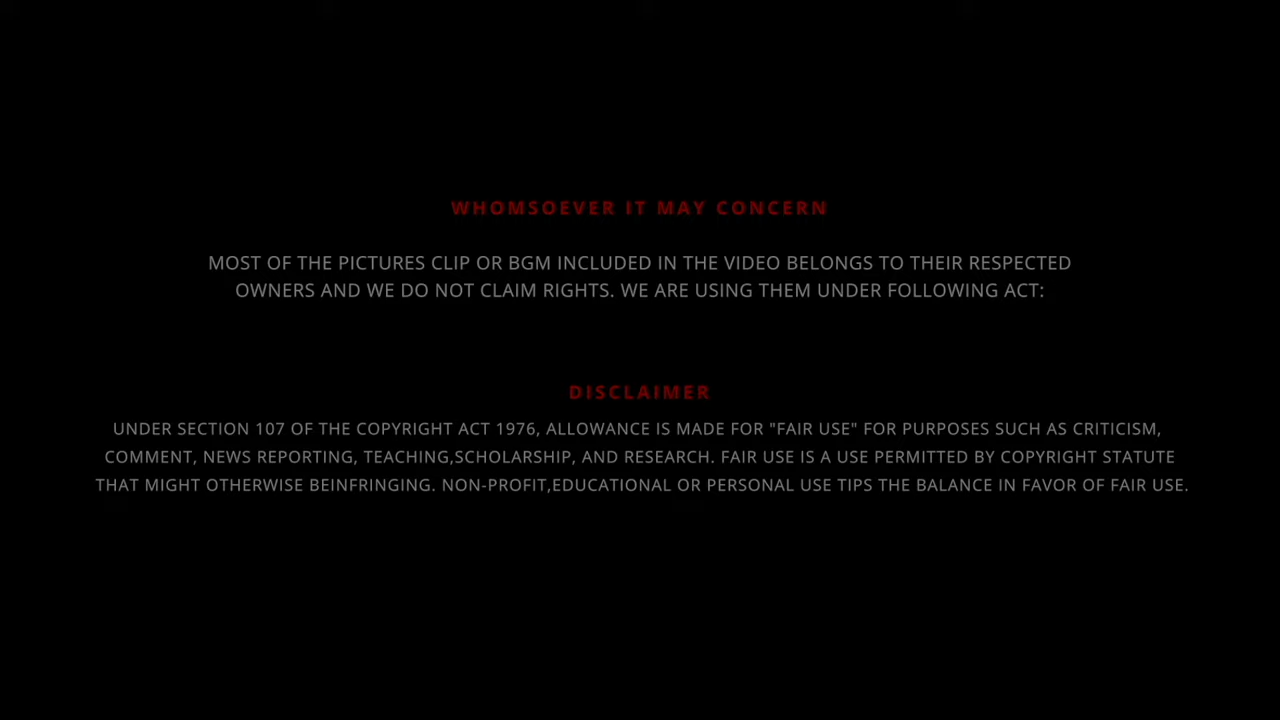 WHOMSOEVER IT MAY CONCERN
MOST OF THE PICTURES CLIP OR BGM INCLUDED IN THE VIDEO BELONGS TO THEIR RESPECTED
OWNERS AND WE DO NOT CLAIM RIGHTS. WE ARE USING THEM UNDER FOLLOWING ACT:
DISCLAIMER
UNDER SECTION 107 OF THE COPYRIGHT ACT 1976, ALLOWANCE IS MADE FOR "FAIR USE" FOR PURPOSES SUCH AS CRITICISM,
COMMENT, NEWS REPORTING, TEACHING,SCHOLARSHIP, AND RESEARCH. FAIR USE IS A USE PERMITTED BY COPYRIGHT STATUTE
THAT MIGHT OTHERWISE BEINFRINGING. NON-PROFIT,EDUCATIONAL OR PERSONAL USE TIPS THE BALANCE IN FAVOR OF FAIR USE.